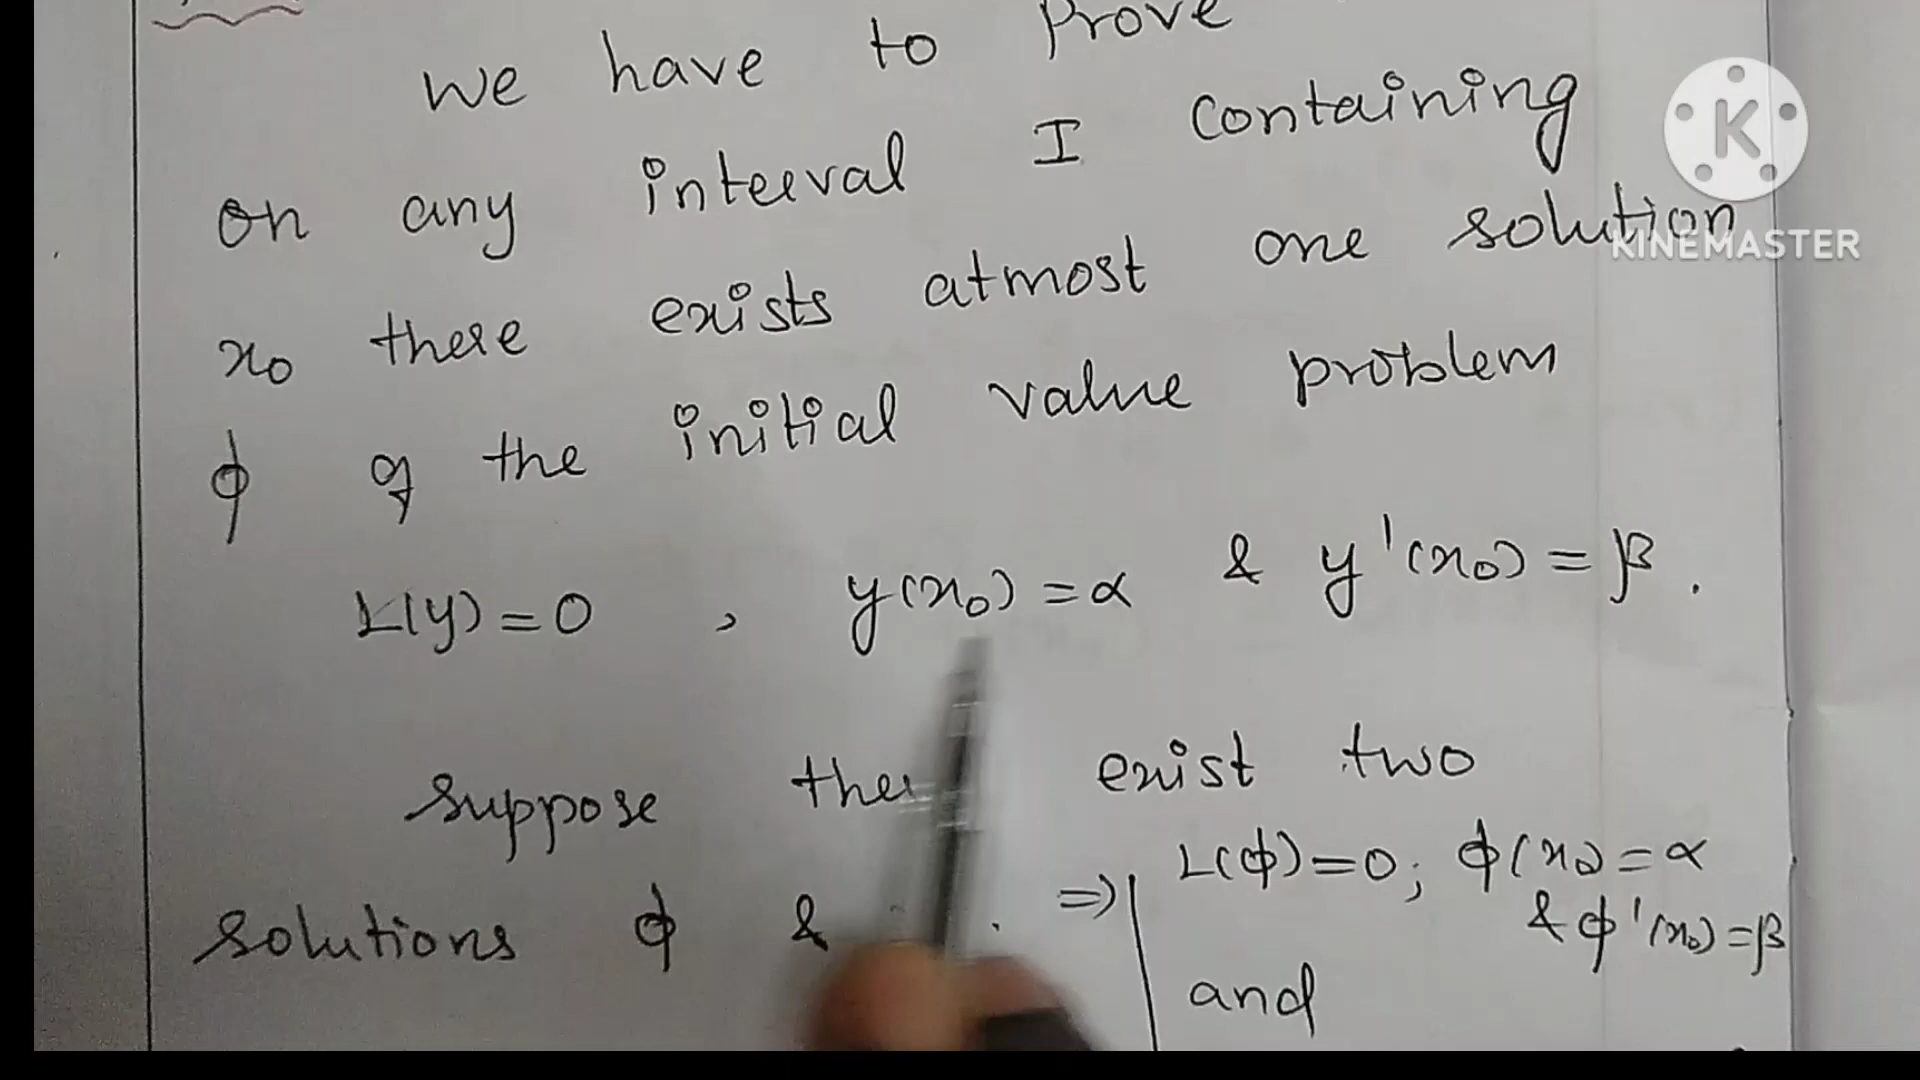 We have to prove
on any interval I containing
x0 there exists atmost one solution
ϕ of the initial value problem
L(y) = 0 , y(x0) = α & y'(x0) = β .
suppose exist two
solutions ϕ & . ⇒ L(ϕ) = 0; ϕ(x0) = α
& ϕ'(x0) = β
and
K
KINEMASTER